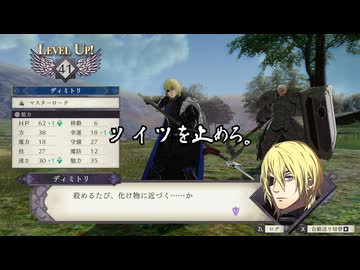 LEVEL UP!
41
ディミトリ
マスターロード
能力
HP 62 +1 移動 6
力 38 幸運 18 +1
魔力 18 守備 27
技 27 魔防 12
速さ 30 +1 魅力 35
ソイツを止めろ。
ディミトリ
殺めるたび、化け物に近づく……か
ログ
X 自動送り切替